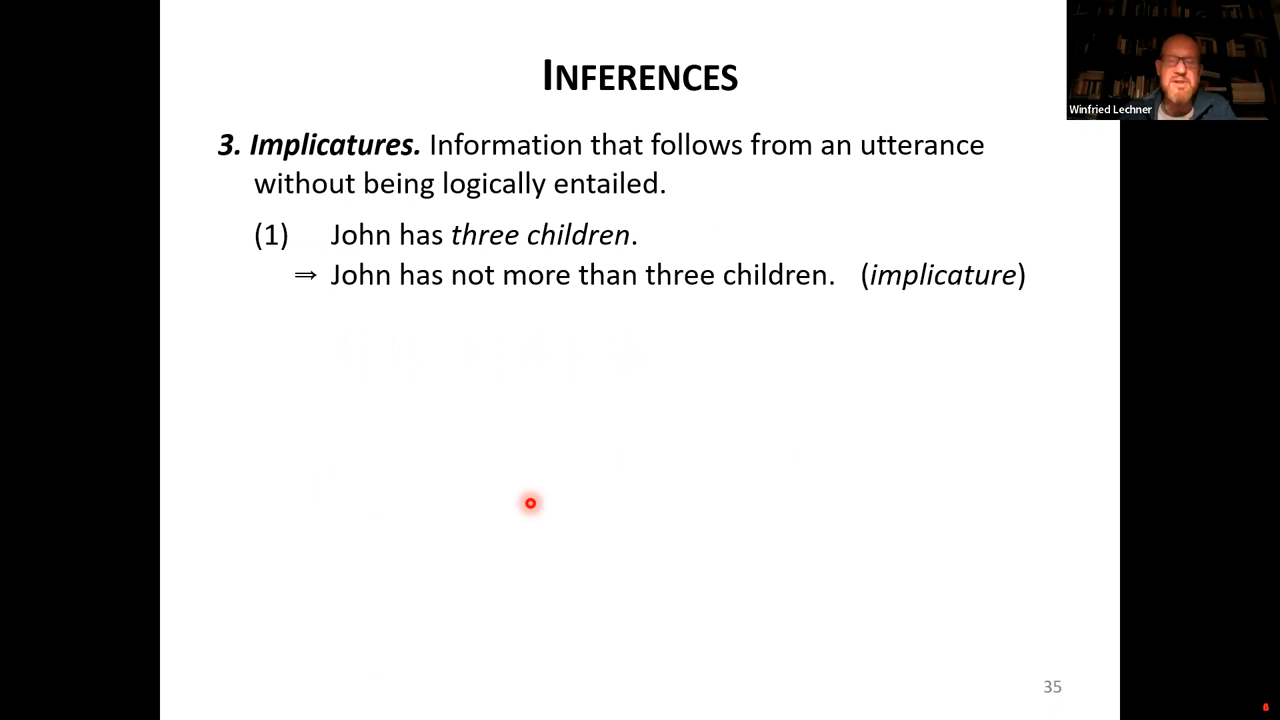 INFERENCES
Winfried Lechner
3. Implicatures. Information that follows from an utterance
without being logically entailed.
(1) John has three children.
⇒ John has not more than three children. (implicature)
35